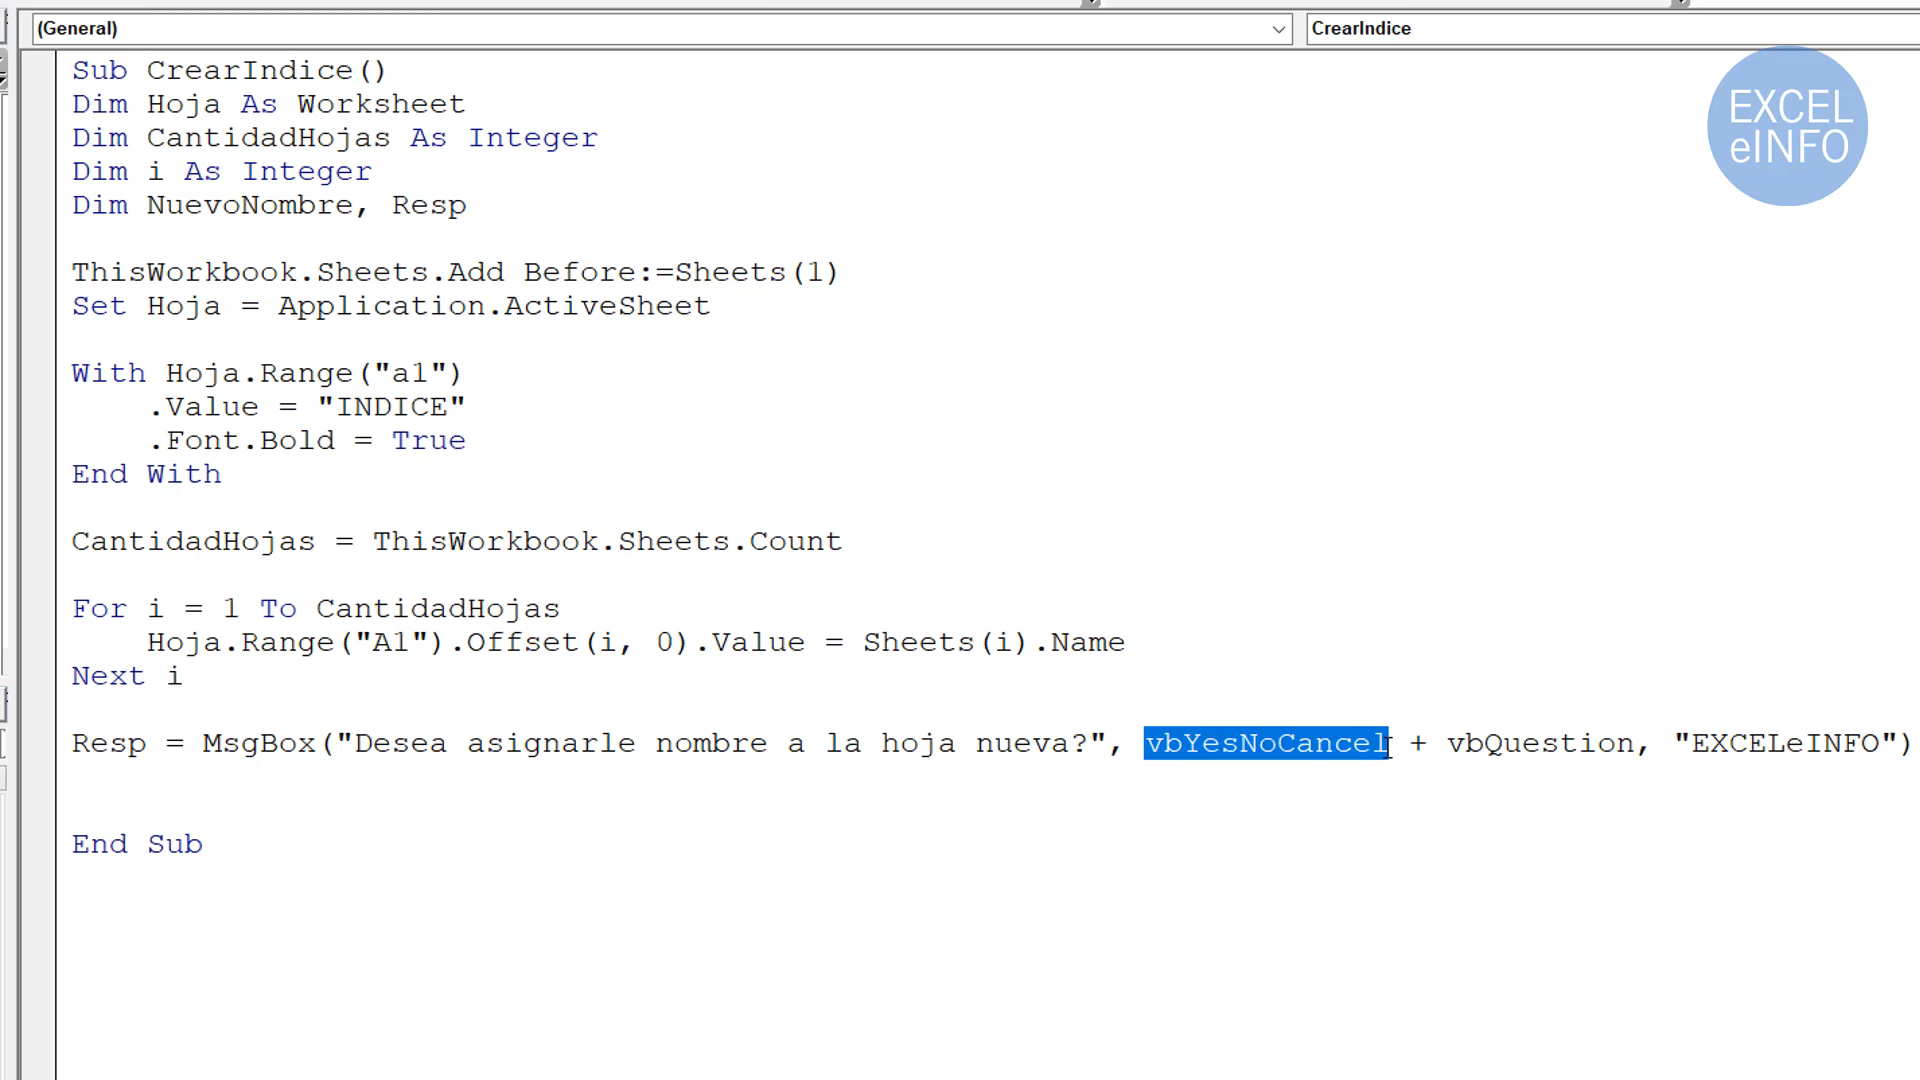 (General)
CrearIndice
EXCEL
eINFO
Sub CrearIndice()
Dim Hoja As Worksheet
Dim CantidadHojas As Integer
Dim i As Integer
Dim NuevoNombre, Resp
ThisWorkbook.Sheets.Add Before:=Sheets(1)
Set Hoja = Application.ActiveSheet
With Hoja.Range("a1")
    .Value = "INDICE"
    .Font.Bold = True
End With
CantidadHojas = ThisWorkbook.Sheets.Count
For i = 1 To CantidadHojas
    Hoja.Range("A1").Offset(i, 0).Value = Sheets(i).Name
Next i
Resp = MsgBox("Desea asignarle nombre a la hoja nueva?", vbYesNoCancel + vbQuestion, "EXCELeINFO")
End Sub